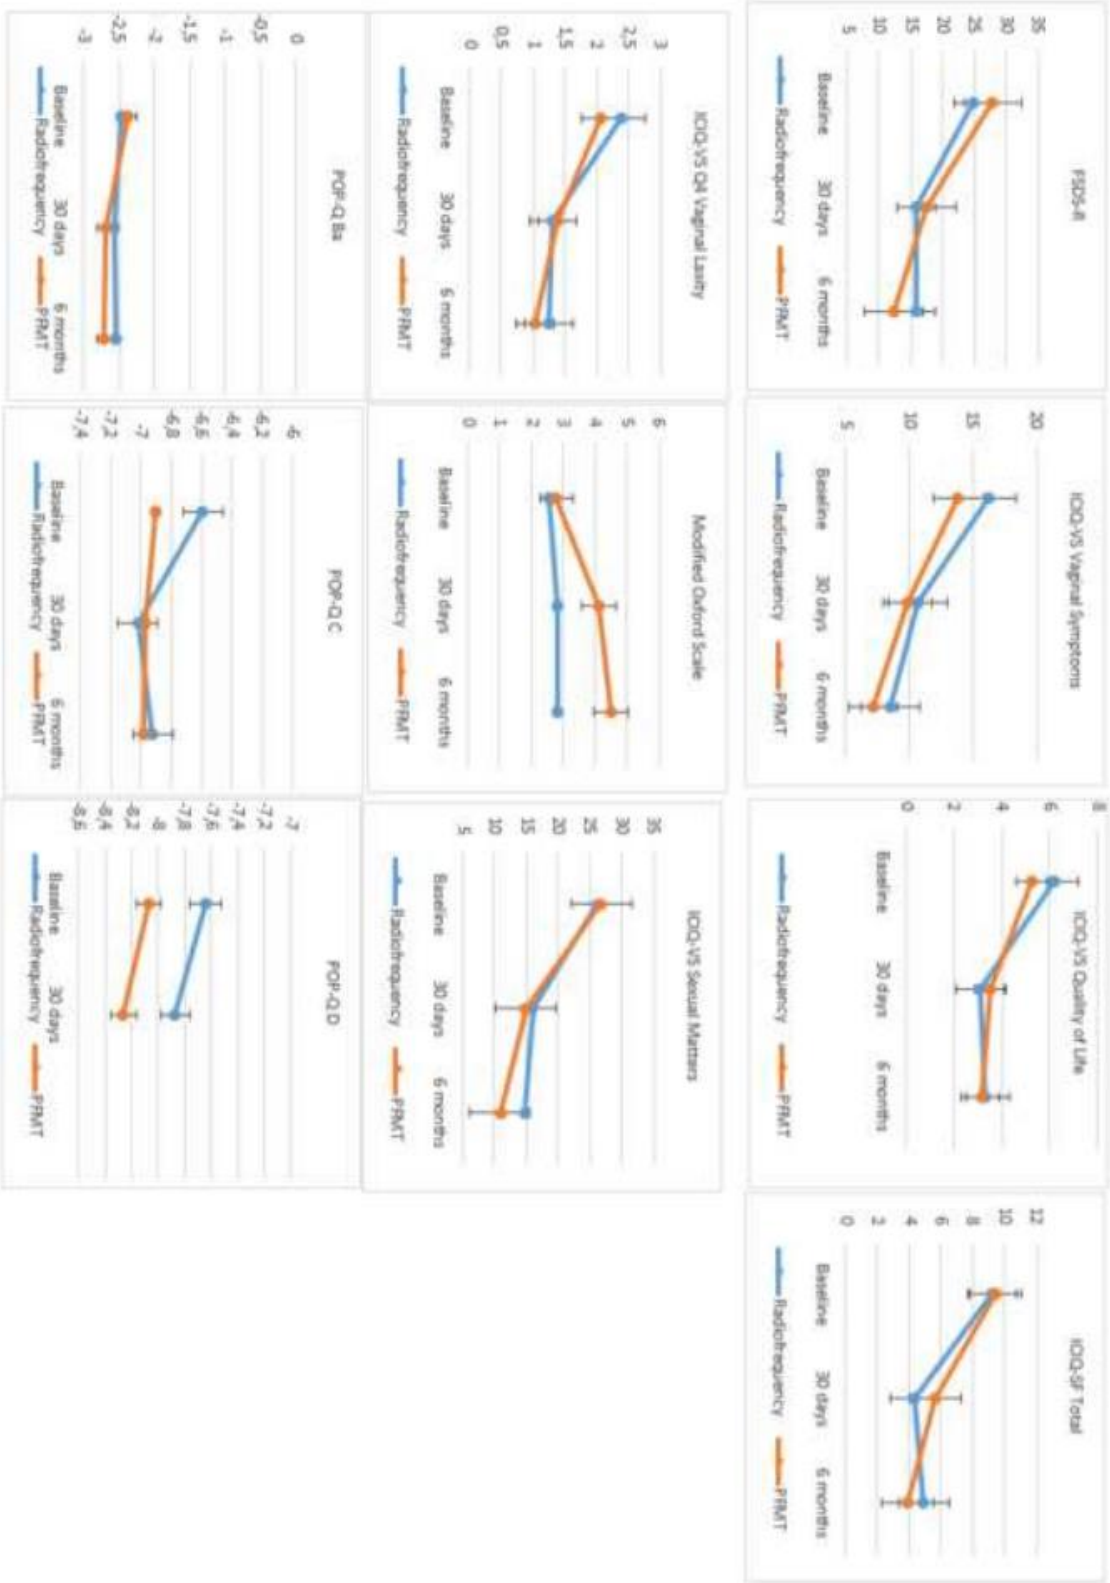 FSDS-R
35
30
25
20
15
10
5
Baseline 30 days 6 months
Radiofrequency PFMT
ICIQ-VS Vaginal Symptoms
20
15
10
5
Baseline 30 days 6 months
Radiofrequency PFMT
ICIQ-VS Quality of Life
8
6
4
2
0
Baseline 30 days 6 months
Radiofrequency PFMT
ICIQ-SF Total
12
10
8
6
4
2
0
Baseline 30 days 6 months
Radiofrequency PFMT
ICIQ-VS Q4 Vaginal Laxity
3
2,5
2
1,5
1
0,5
0
Baseline 30 days 6 months
Radiofrequency PFMT
Modified Oxford Scale
6
5
4
3
2
1
0
Baseline 30 days 6 months
Radiofrequency PFMT
ICIQ-VS Sexual Matters
35
30
25
20
15
10
5
Baseline 30 days 6 months
Radiofrequency PFMT
POP-Q Ba
0
-0,5
-1
-1,5
-2
-2,5
-3
Baseline 30 days 6 months
Radiofrequency PFMT
POP-Q C
-6
-6,2
-6,4
-6,6
-6,8
-7
-7,2
-7,4
Baseline 30 days 6 months
Radiofrequency PFMT
POP-Q D
-7
-7,2
-7,4
-7,6
-7,8
-8
-8,2
-8,4
-8,6
Baseline 30 days
Radiofrequency PFMT